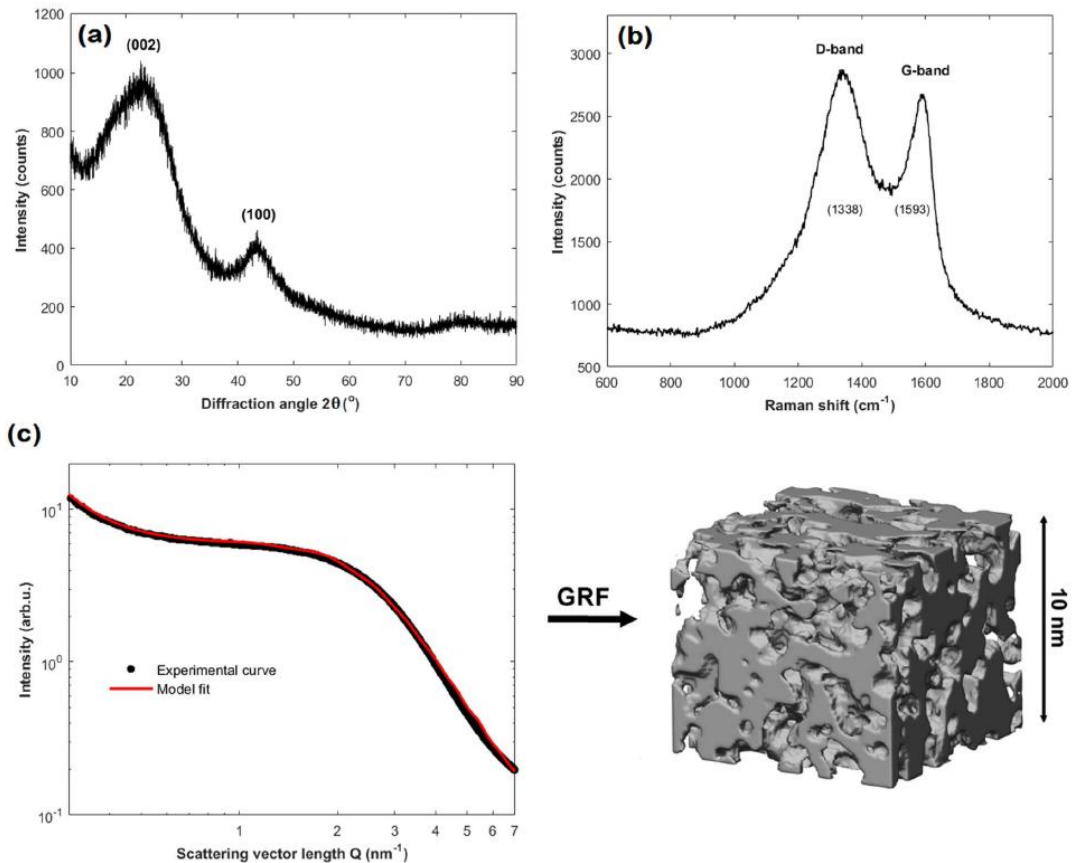 (a)
(002)
(100)
1200
1000
800
600
400
200
0
Intensity (counts)
10 20 30 40 50 60 70 80 90
Diffraction angle 2θ (°)
(b)
D-band
G-band
(1338) (1593)
3000
2500
2000
1500
1000
500
Intensity (counts)
600 800 1000 1200 1400 1600 1800 2000
Raman shift (cm⁻¹)
(c)
10¹
10⁰
10⁻¹
Intensity (arb.u.)
Experimental curve
Model fit
1 2 3 4 5 6 7
Scattering vector length Q (nm⁻¹)
GRF
10 nm